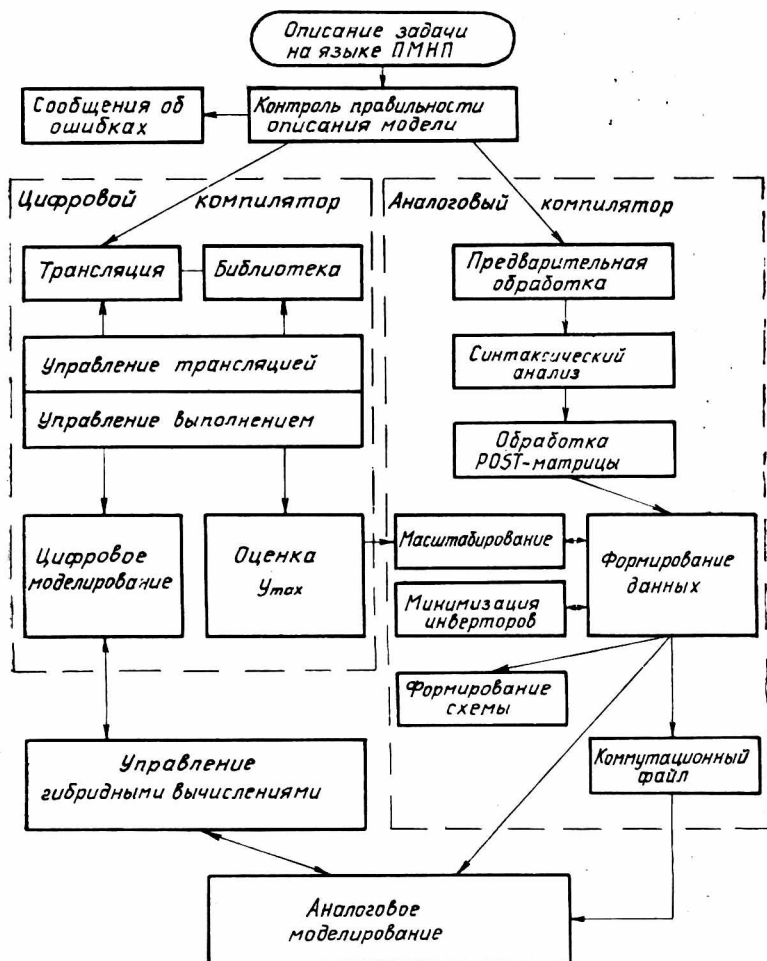 Описание задачи
на языке ПМНП
Сообщения об
ошибках
Контроль правильности
описания модели
Цифровой компилятор
Аналоговый компилятор
Трансляция
Библиотека
Предварительная
обработка
Управление трансляцией
Синтаксический
анализ
Управление выполнением
Обработка
POST-матрицы
Цифровое
моделирование
Оценка
Уmax
Масштабирование
Формирование
данных
Минимизация
инверторов
Формирование
схемы
Управление
гибридными вычислениями
Коммутационный
файл
Аналоговое
моделирование